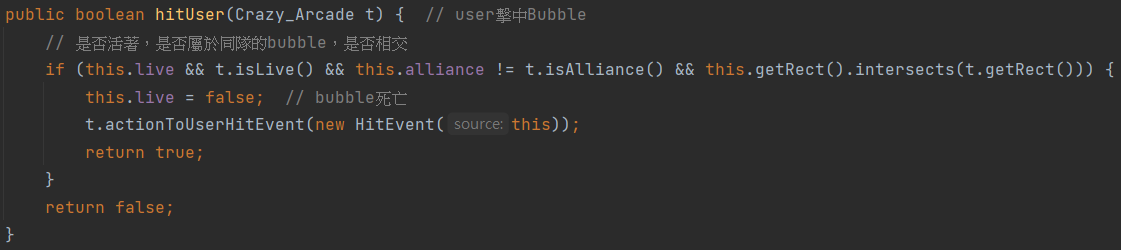 public boolean hitUser(Crazy_Arcade t) {  // user擊中Bubble
    // 是否活著，是否屬於同隊的bubble，是否相交
    if (this.live && t.isLive() && this.alliance != t.isAlliance() && this.getRect().intersects(t.getRect())) {
        this.live = false;  // bubble死亡
        t.actionToUserHitEvent(new HitEvent( source: this));
        return true;
    }
    return false;
}